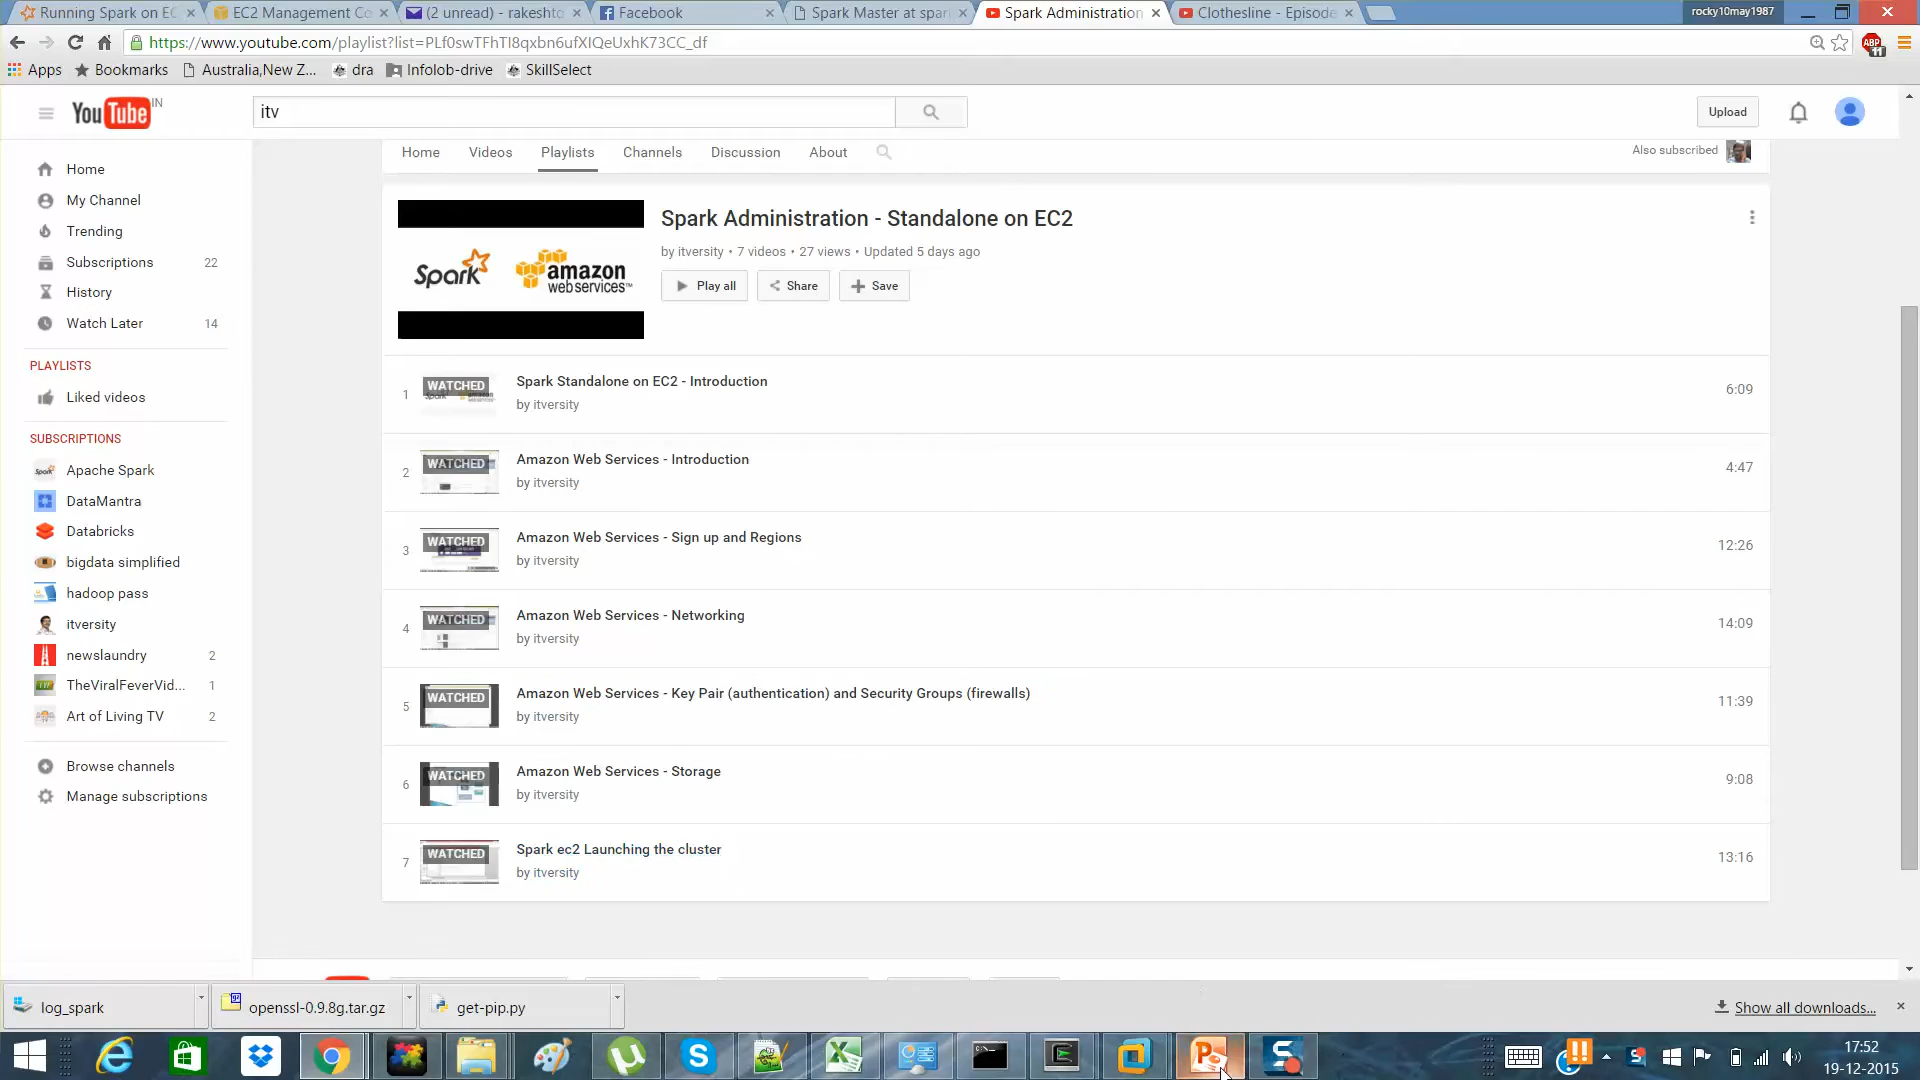 Running Spark on EC
EC2 Management Co
(2 unread) - rakeshto
Facebook
Spark Master at spar
Spark Administration
Clothesline - Episode
rocky10may1987
https://www.youtube.com/playlist?list=PLf0swTFhTI8qxbn6ufXIQeUxhK73CC_df
ABP
11
Apps
Bookmarks
Australia,New Z...
dra
Infolob-drive
SkillSelect
YouTube IN
itv
Upload
Home
Videos
Playlists
Channels
Discussion
About
Also subscribed
Home
My Channel
Trending
Subscriptions 22
History
Watch Later 14
PLAYLISTS
Liked videos
SUBSCRIPTIONS
Apache Spark
DataMantra
Databricks
bigdata simplified
hadoop pass
itversity
newslaundry 2
TheViralFeverVid... 1
Art of Living TV 2
Browse channels
Manage subscriptions
Spark amazon web services™
Spark Administration - Standalone on EC2
by itversity • 7 videos • 27 views • Updated 5 days ago
Play all
Share
Save
1 WATCHED Spark Standalone on EC2 - Introduction 6:09
by itversity
2 WATCHED Amazon Web Services - Introduction 4:47
by itversity
3 WATCHED Amazon Web Services - Sign up and Regions 12:26
by itversity
4 WATCHED Amazon Web Services - Networking 14:09
by itversity
5 WATCHED Amazon Web Services - Key Pair (authentication) and Security Groups (firewalls) 11:39
by itversity
6 WATCHED Amazon Web Services - Storage 9:08
by itversity
7 WATCHED Spark ec2 Launching the cluster 13:16
by itversity
log_spark
openssl-0.9.8g.tar.gz
get-pip.py
Show all downloads...
17:52
19-12-2015